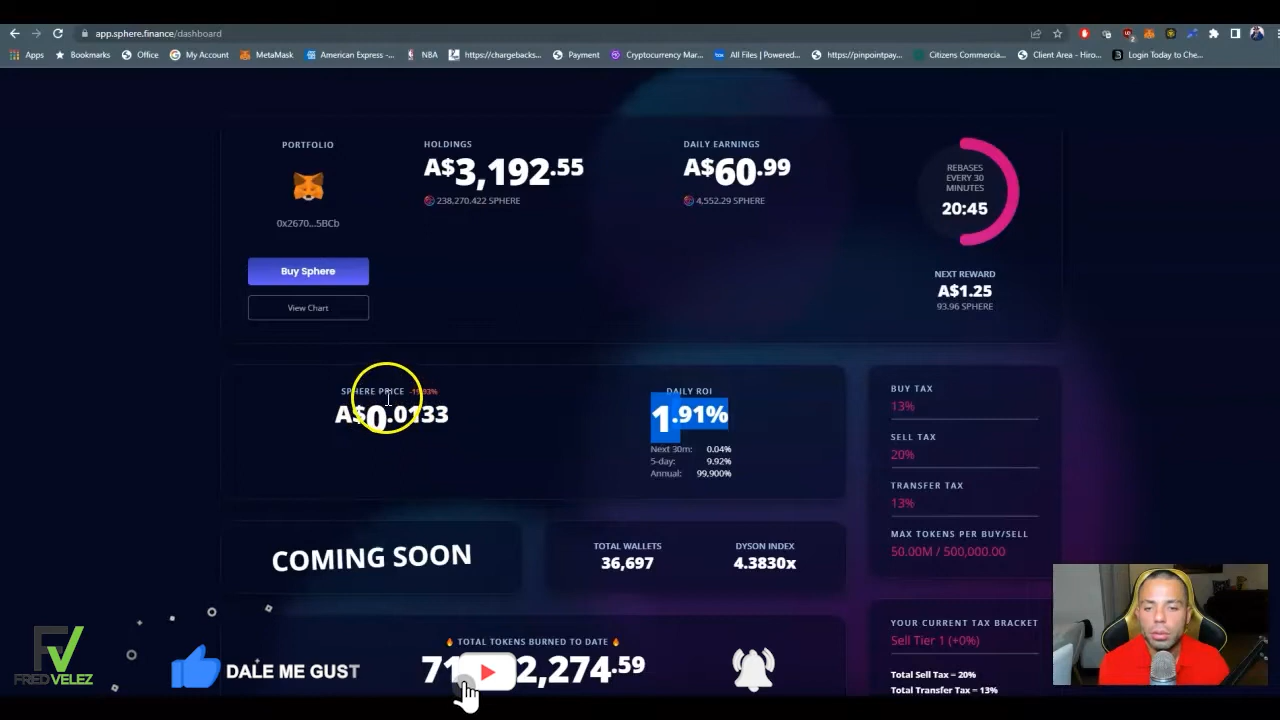 app.sphere.finance/dashboard
Apps Bookmarks Office My Account MetaMask American Express -... NBA https://chargebacks... Payment Cryptocurrency Mar... All Files | Powered... https://pinpointpay... Citizens Commercia... Client Area - Hiro... Login Today to Che...
PORTFOLIO
0x2670...5BCb
Buy Sphere
View Chart
HOLDINGS
A$3,192.55
238,270.422 SPHERE
DAILY EARNINGS
A$60.99
4,552.29 SPHERE
REBASES
EVERY 30
MINUTES
20:45
NEXT REWARD
A$1.25
93.96 SPHERE
SPHERE PRICE
A$0.0133
DAILY ROI
1.91%
Next 30m: 0.04%
5-day: 9.92%
Annual: 99,900%
BUY TAX
13%
SELL TAX
20%
TRANSFER TAX
13%
MAX TOKENS PER BUY/SELL
50.00M / 500,000.00
COMING SOON
TOTAL WALLETS
36,697
DYSON INDEX
4.3830x
TOTAL TOKENS BURNED TO DATE
2,274.59
YOUR CURRENT TAX BRACKET
Sell Tier 1 (+0%)
Total Sell Tax = 20%
Total Transfer Tax = 13%
FV
FRED VELEZ
DALE ME GUST